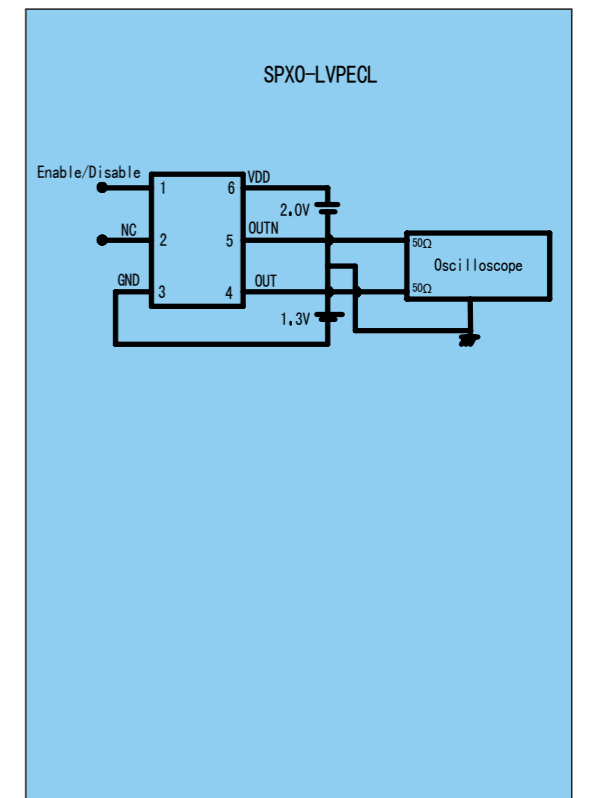 SPXO-LVPECL
Enable/Disable
1
6
VDD
2.0V
NC
2
5
OUTN
50Ω
Oscilloscope
GND
3
4
OUT
50Ω
1.3V